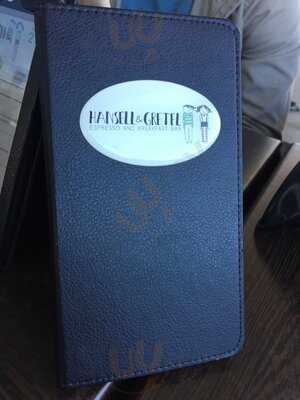 HANSELL & GRETEL
ESPRESSO AND BREAKFAST BAR